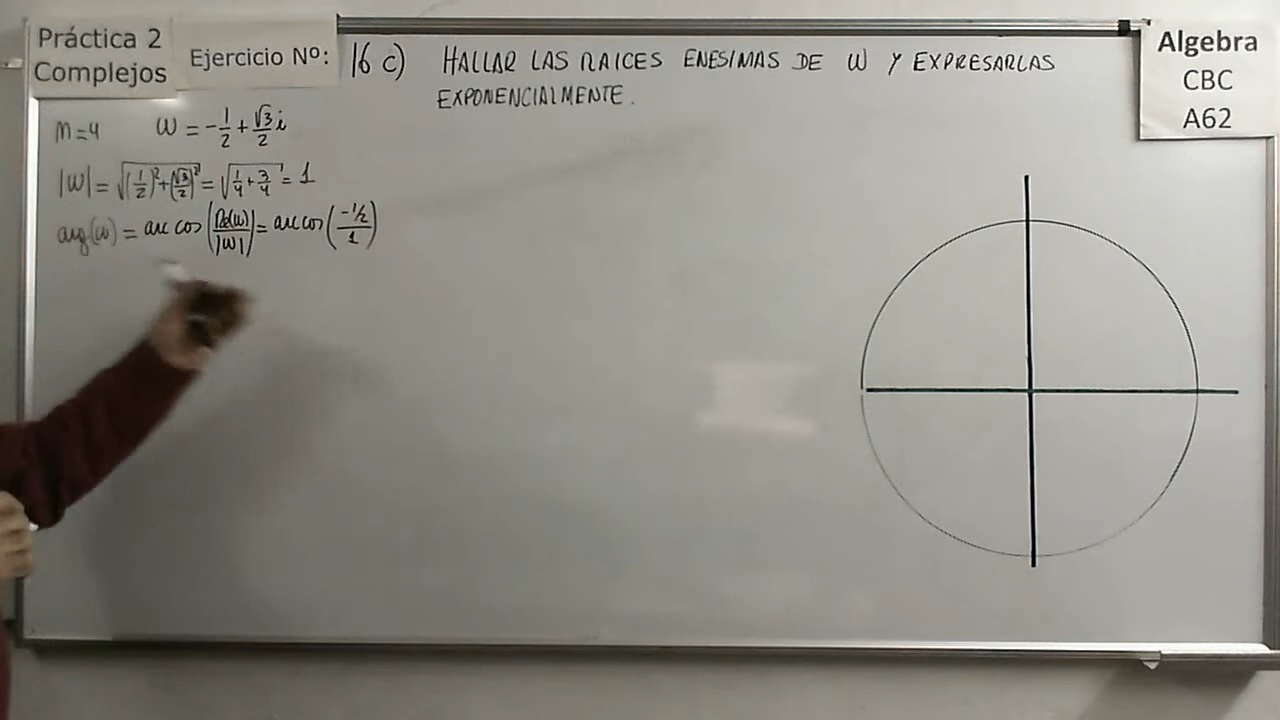 Práctica 2
Complejos
Ejercicio Nº:
16 c) HALLAR LAS RAICES ENESIMAS DE W Y EXPRESARLAS
EXPONENCIALMENTE.
Algebra
CBC
A62
n=4 W = -1/2 + √3/2 i
|W| = √((1/2)²+(√3/2)²) = √(1/4+3/4) = 1
arg(w) = arc cos (Re(w)/|W|) = arc cos (-1/2/1)